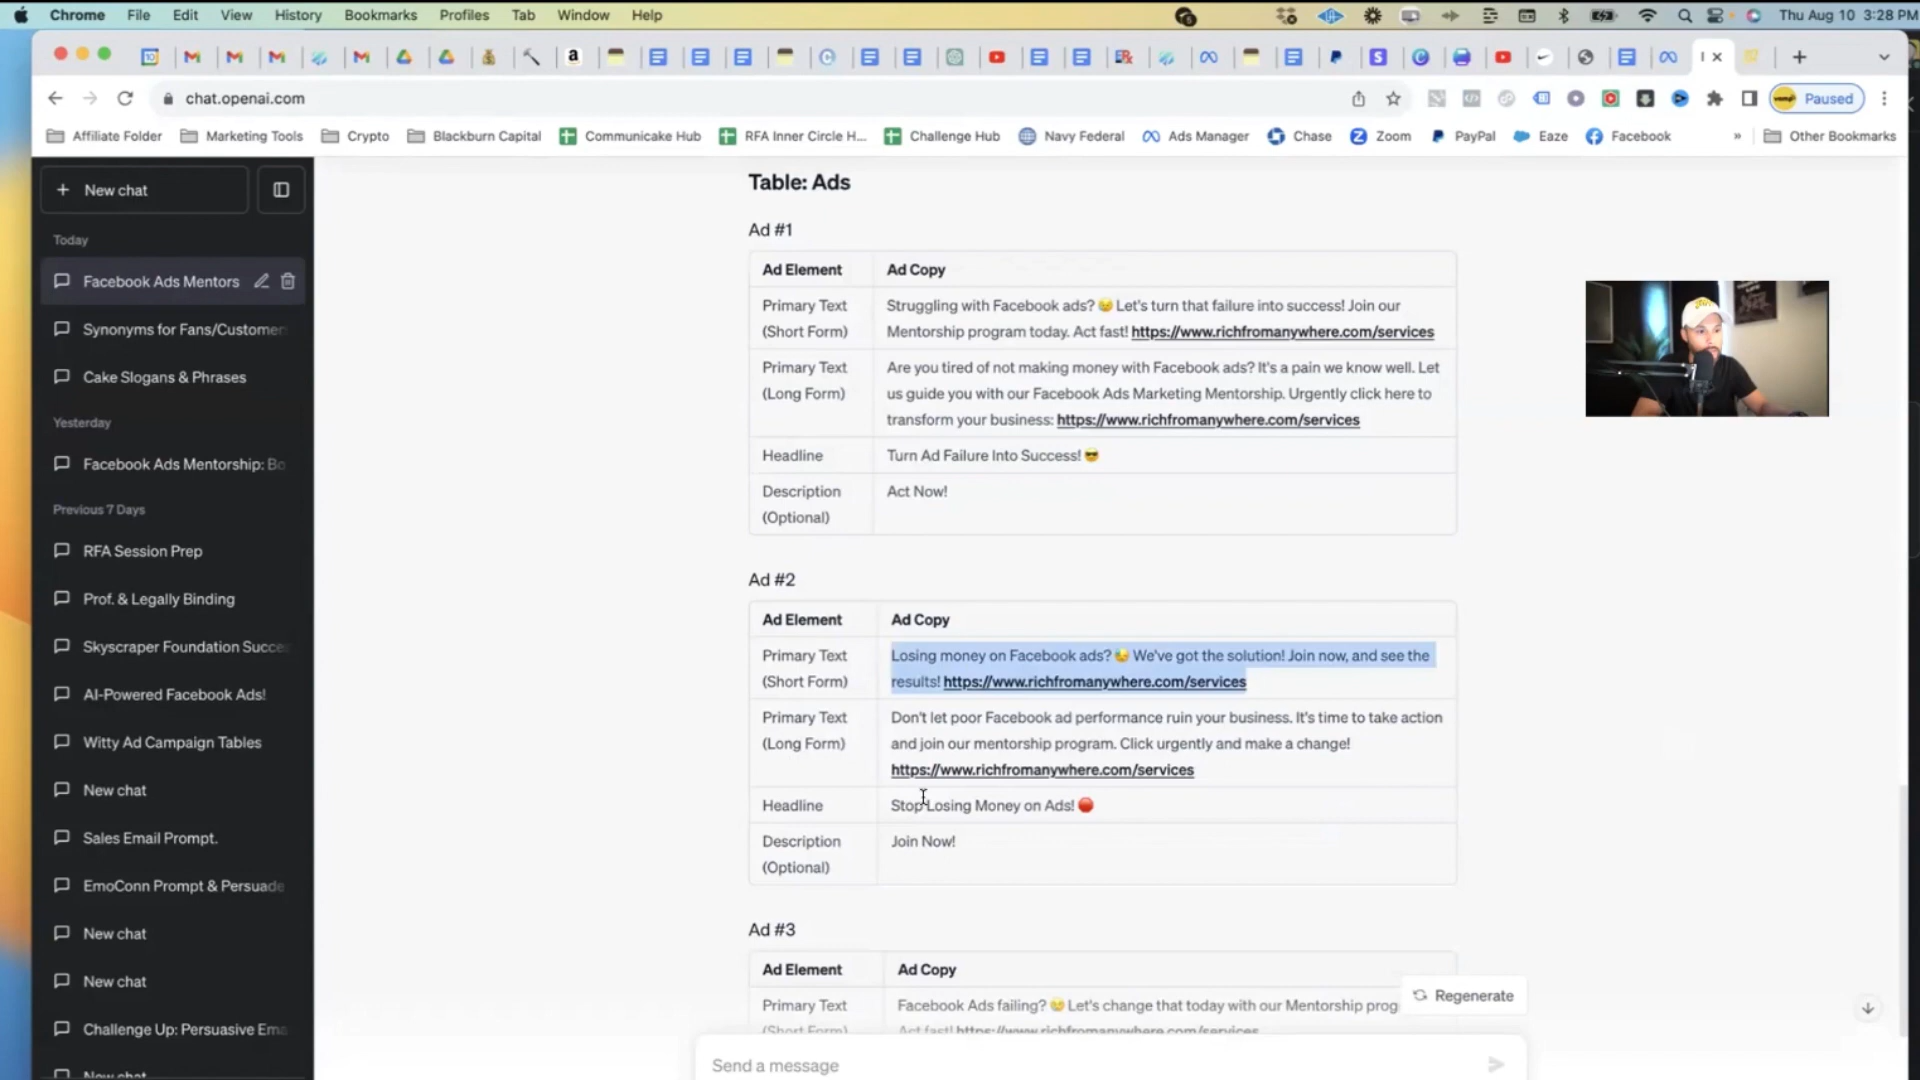 Chrome File Edit View History Bookmarks Profiles Tab Window Help Thu Aug 10 3:28 PM
chat.openai.com Paused
Affiliate Folder Marketing Tools Crypto Blackburn Capital Communicake Hub RFA Inner Circle H... Challenge Hub Navy Federal Ads Manager Chase Zoom PayPal Eaze Facebook » Other Bookmarks
+ New chat
Today
Facebook Ads Mentors
Synonyms for Fans/Customer
Cake Slogans & Phrases
Yesterday
Facebook Ads Mentorship: Bo
Previous 7 Days
RFA Session Prep
Prof. & Legally Binding
Skyscraper Foundation Succe
AI-Powered Facebook Ads!
Witty Ad Campaign Tables
New chat
Sales Email Prompt.
EmoConn Prompt & Persuade
New chat
New chat
Challenge Up: Persuasive Ema
New chat
Table: Ads
Ad #1
Ad Element Ad Copy
Primary Text Struggling with Facebook ads? 😓 Let's turn that failure into success! Join our
(Short Form) Mentorship program today. Act fast! https://www.richfromanywhere.com/services
Primary Text Are you tired of not making money with Facebook ads? It's a pain we know well. Let
(Long Form) us guide you with our Facebook Ads Marketing Mentorship. Urgently click here to
transform your business: https://www.richfromanywhere.com/services
Headline Turn Ad Failure Into Success! 😎
Description Act Now!
(Optional)
Ad #2
Ad Element Ad Copy
Primary Text Losing money on Facebook ads? 😓 We've got the solution! Join now, and see the
(Short Form) results! https://www.richfromanywhere.com/services
Primary Text Don't let poor Facebook ad performance ruin your business. It's time to take action
(Long Form) and join our mentorship program. Click urgently and make a change!
https://www.richfromanywhere.com/services
Headline Stop Losing Money on Ads! 🛑
Description Join Now!
(Optional)
Ad #3
Ad Element Ad Copy
Primary Text Facebook Ads failing? 😓 Let's change that today with our Mentorship prog
(Short Form) Act fast! https://www.richfromanywhere.com/services
Regenerate
Send a message